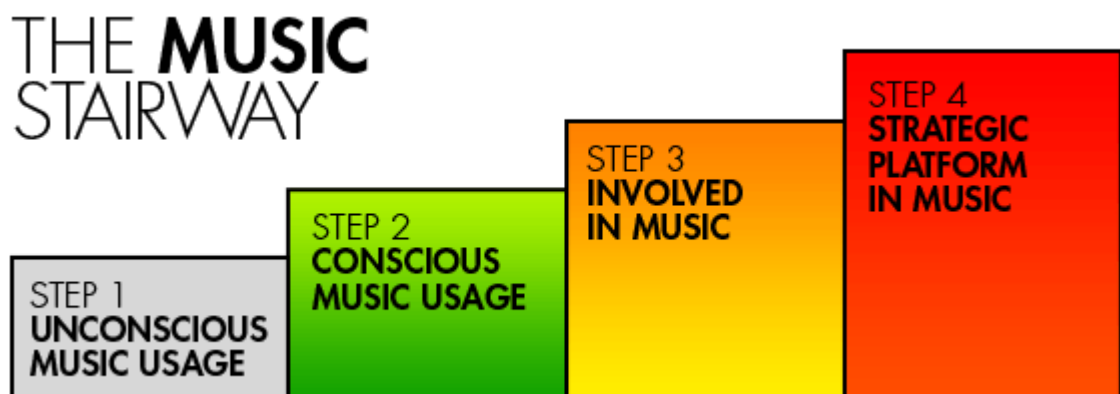 THE MUSIC
STAIRWAY
STEP 1
UNCONSCIOUS
MUSIC USAGE
STEP 2
CONSCIOUS
MUSIC USAGE
STEP 3
INVOLVED
IN MUSIC
STEP 4
STRATEGIC
PLATFORM
IN MUSIC